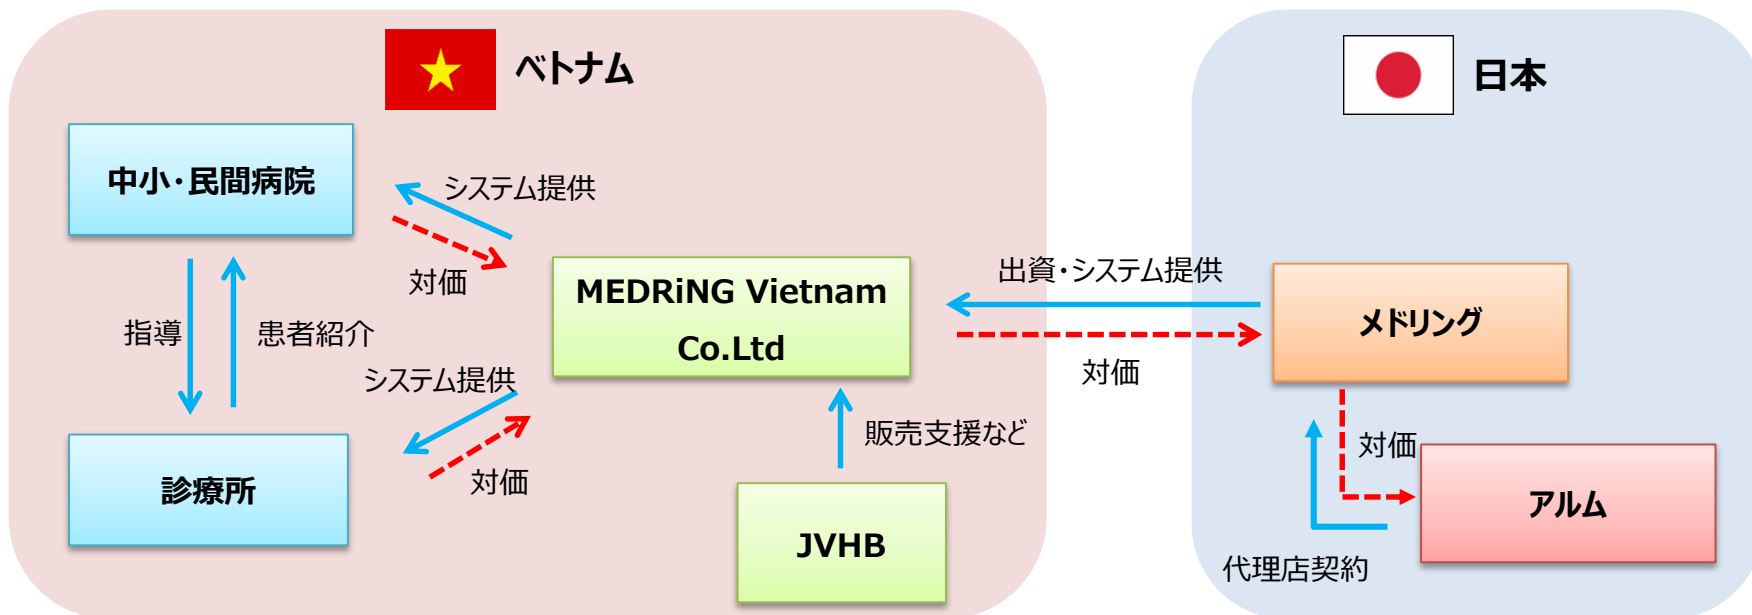 ベトナム
日本
中小・民間病院
システム提供
対価
MEDRiNG Vietnam
Co.Ltd
出資・システム提供
対価
メドリング
指導
患者紹介
システム提供
対価
診療所
販売支援など
JVHB
対価
アルム
代理店契約